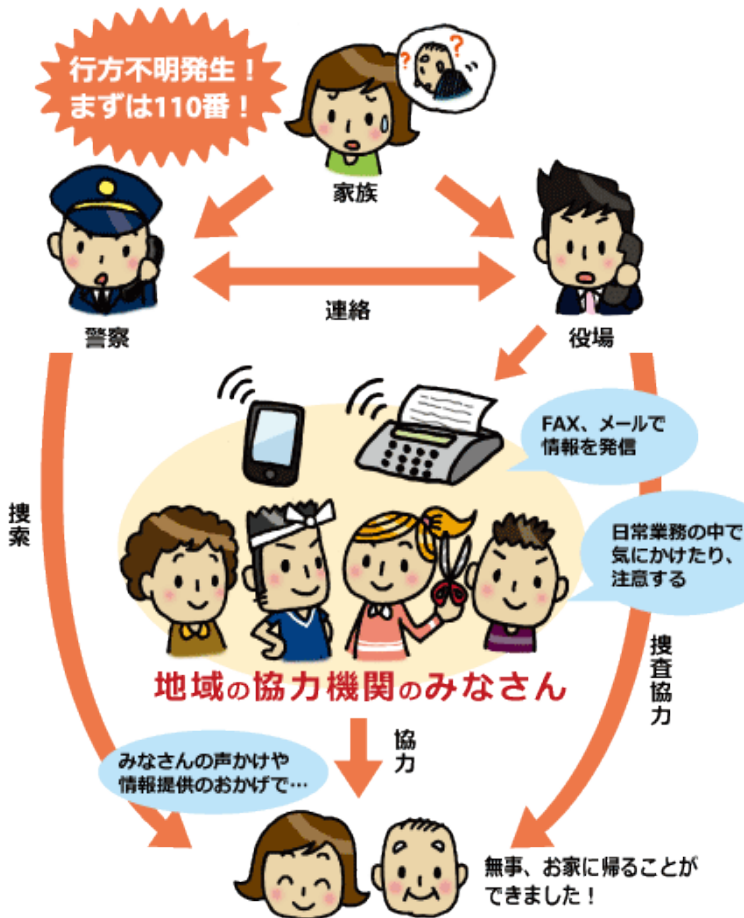 行方不明発生！
まずは110番！
? ?
家族
警察
連絡
役場
FAX、メールで
情報を発信
日常業務の中で
気にかけたり、
注意する
捜索
地域の協力機関のみなさん
捜査協力
協力
みなさんの声かけや
情報提供のおかげで…
無事、お家に帰ることが
できました！